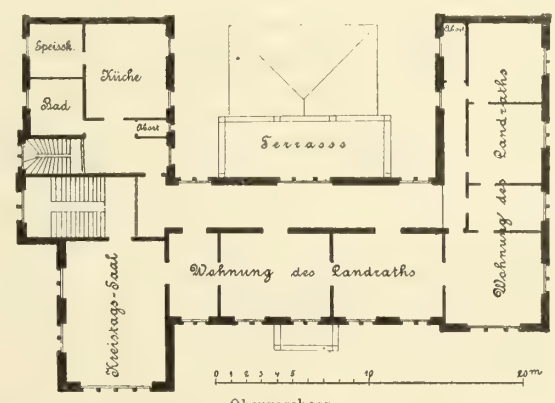 Speisek.
Küche
Bad
Abort
Terrasse
Abort
Wohnung des Landraths
Wohnung des Landraths
Kreistags-Saal
0 1 2 3 4 5 10 20 m
Obergeschoss